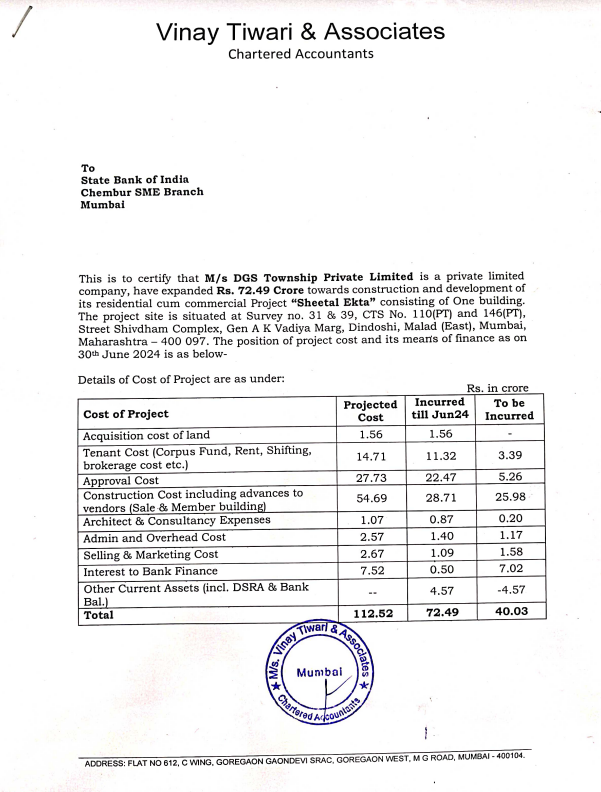 Vinay Tiwari & Associates
Chartered Accountants
To
State Bank of India
Chembur SME Branch
Mumbai
This is to certify that M/s DGS Township Private Limited is a private limited
company, have expanded Rs. 72.49 Crore towards construction and development of
its residential cum commercial Project "Sheetal Ekta" consisting of One building.
The project site is situated at Survey no. 31 & 39, CTS No. 110(PT) and 146(PT),
Street Shivdham Complex, Gen A K Vadiya Marg, Dindoshi, Malad (East), Mumbai,
Maharashtra – 400 097. The position of project cost and its means of finance as on
30th June 2024 is as below-
Details of Cost of Project are as under:
Rs. in crore
Cost of Project Projected Cost Incurred till Jun24 To be Incurred
Acquisition cost of land 1.56 1.56 -
Tenant Cost (Corpus Fund, Rent, Shifting, brokerage cost etc.) 14.71 11.32 3.39
Approval Cost 27.73 22.47 5.26
Construction Cost including advances to vendors (Sale & Member building) 54.69 28.71 25.98
Architect & Consultancy Expenses 1.07 0.87 0.20
Admin and Overhead Cost 2.57 1.40 1.17
Selling & Marketing Cost 2.67 1.09 1.58
Interest to Bank Finance 7.52 0.50 7.02
Other Current Assets (incl. DSRA & Bank Bal.) -- 4.57 -4.57
Total 112.52 72.49 40.03
M/s. Vinay Tiwari & Associates
Mumbai
Chartered Accountants
ADDRESS: FLAT NO 612, C WING, GOREGAON GAONDEVI SRAC, GOREGAON WEST, M G ROAD, MUMBAI - 400104.